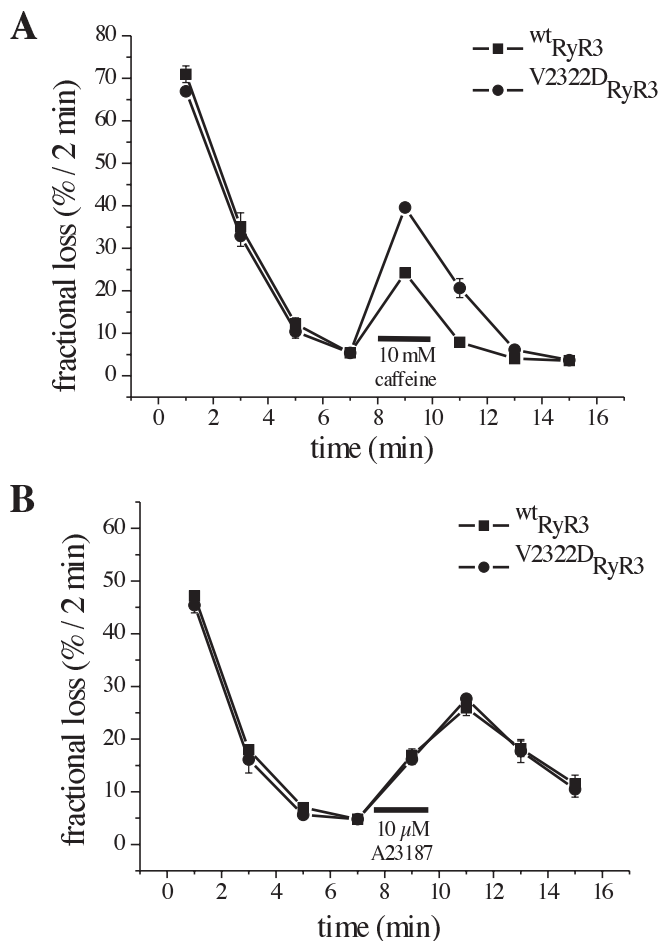 A
80
70
60
50
40
30
20
10
0
fractional loss (% / 2 min)
wtRyR3
V2322DRyR3
10 mM
caffeine
0 2 4 6 8 10 12 14 16
time (min)
B
60
50
40
30
20
10
0
fractional loss (% / 2 min)
wtRyR3
V2322DRyR3
10 μM
A23187
0 2 4 6 8 10 12 14 16
time (min)